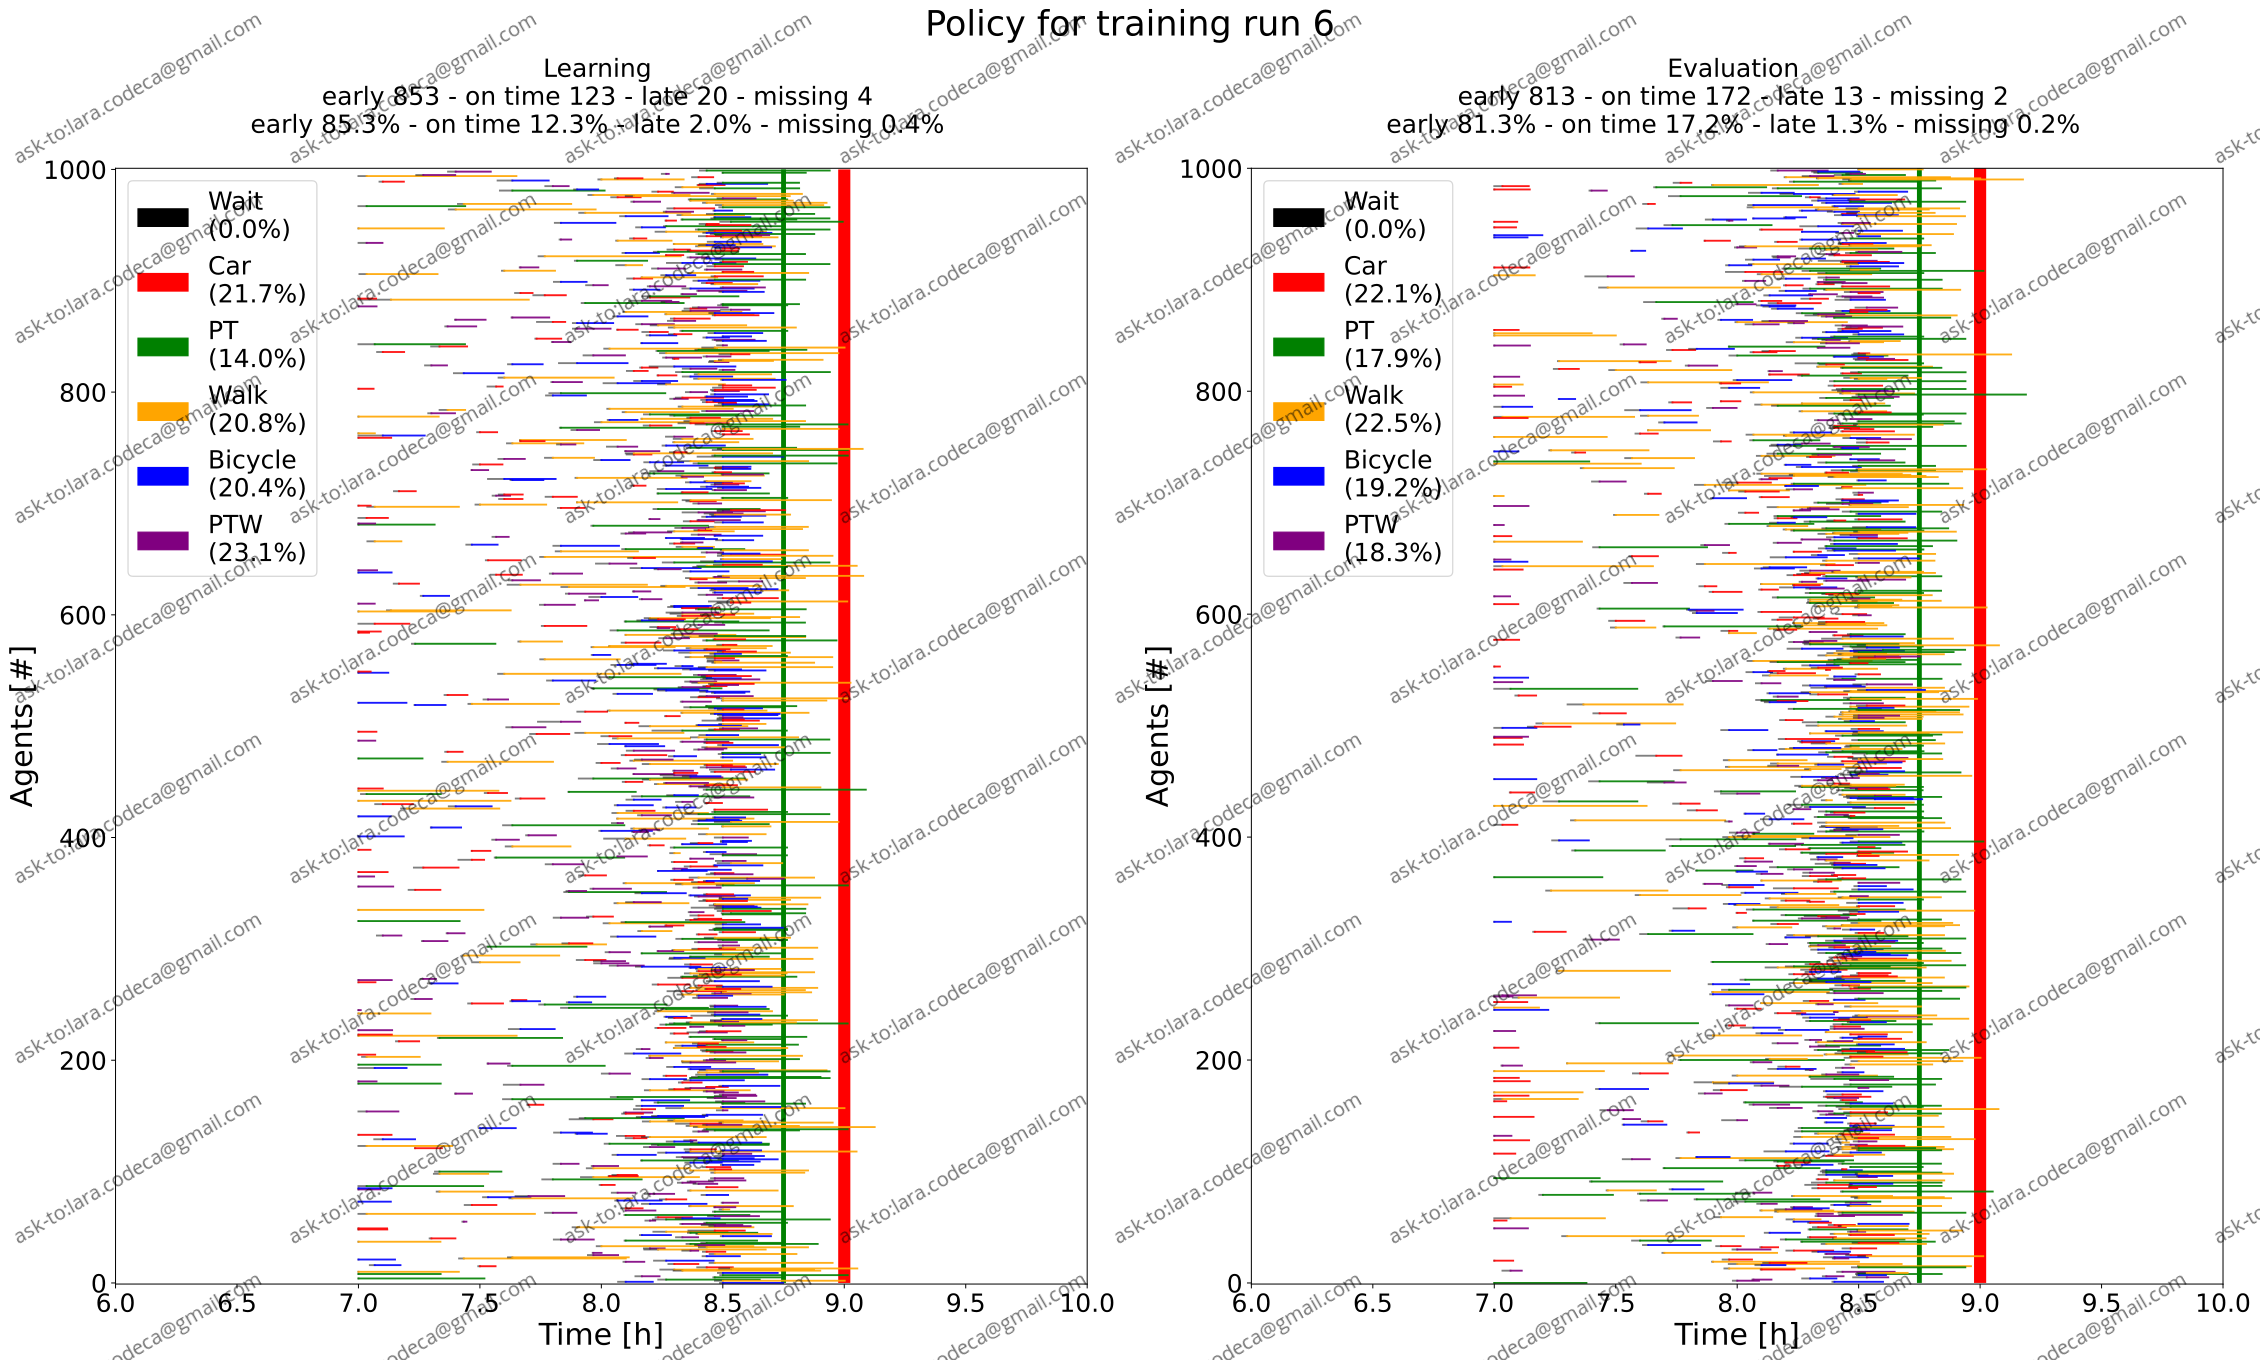 Policy for training run 6
Learning
early 853 - on time 123 - late 20 - missing 4
early 85.3% - on time 12.3% - late 2.0% - missing 0.4%
1000
800
600
400
200
0
Agents [#]
Wait
(0.0%)
Car
(21.7%)
PT
(14.0%)
Walk
(20.8%)
Bicycle
(20.4%)
PTW
(23.1%)
6.0 6.5 7.0 7.5 8.0 8.5 9.0 9.5 10.0
Time [h]
Evaluation
early 813 - on time 172 - late 13 - missing 2
early 81.3% - on time 17.2% - late 1.3% - missing 0.2%
1000
800
600
400
200
0
Agents [#]
Wait
(0.0%)
Car
(22.1%)
PT
(17.9%)
Walk
(22.5%)
Bicycle
(19.2%)
PTW
(18.3%)
6.0 6.5 7.0 7.5 8.0 8.5 9.0 9.5 10.0
Time [h]
ask-to:lara.codeca@gmail.com